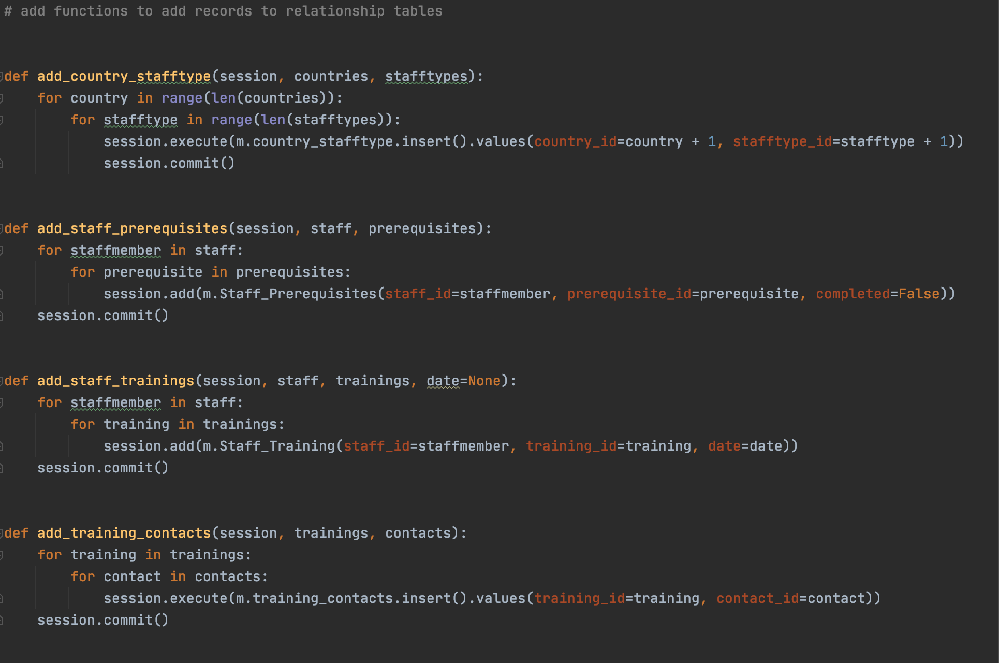 # add functions to add records to relationship tables
def add_country_stafftype(session, countries, stafftypes):
    for country in range(len(countries)):
        for stafftype in range(len(stafftypes)):
            session.execute(m.country_stafftype.insert().values(country_id=country + 1, stafftype_id=stafftype + 1))
            session.commit()
def add_staff_prerequisites(session, staff, prerequisites):
    for staffmember in staff:
        for prerequisite in prerequisites:
            session.add(m.Staff_Prerequisites(staff_id=staffmember, prerequisite_id=prerequisite, completed=False))
    session.commit()
def add_staff_trainings(session, staff, trainings, date=None):
    for staffmember in staff:
        for training in trainings:
            session.add(m.Staff_Training(staff_id=staffmember, training_id=training, date=date))
    session.commit()
def add_training_contacts(session, trainings, contacts):
    for training in trainings:
        for contact in contacts:
            session.execute(m.training_contacts.insert().values(training_id=training, contact_id=contact))
    session.commit()